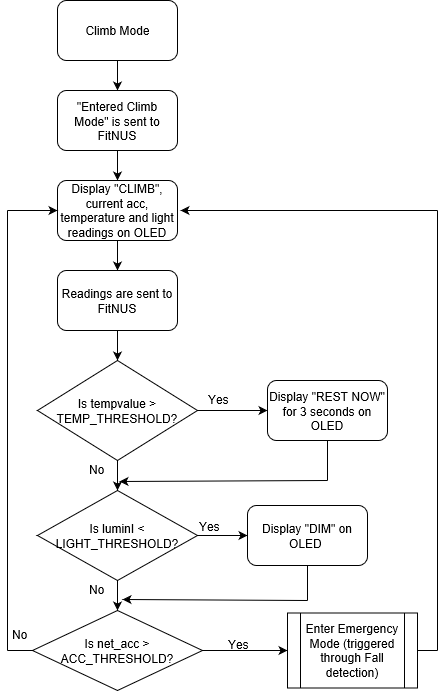 Climb Mode
"Entered Climb
Mode" is sent to
FitNUS
Display "CLIMB",
current acc,
temperature and light
readings on OLED
Readings are sent to
FitNUS
Is tempvalue >
TEMP_THRESHOLD?
Yes
Display "REST NOW"
for 3 seconds on
OLED
No
Is luminI <
LIGHT_THRESHOLD?
Yes
Display "DIM" on
OLED
No
Is net_acc >
ACC_THRESHOLD?
No
Yes
Enter Emergency
Mode (triggered
through Fall
detection)